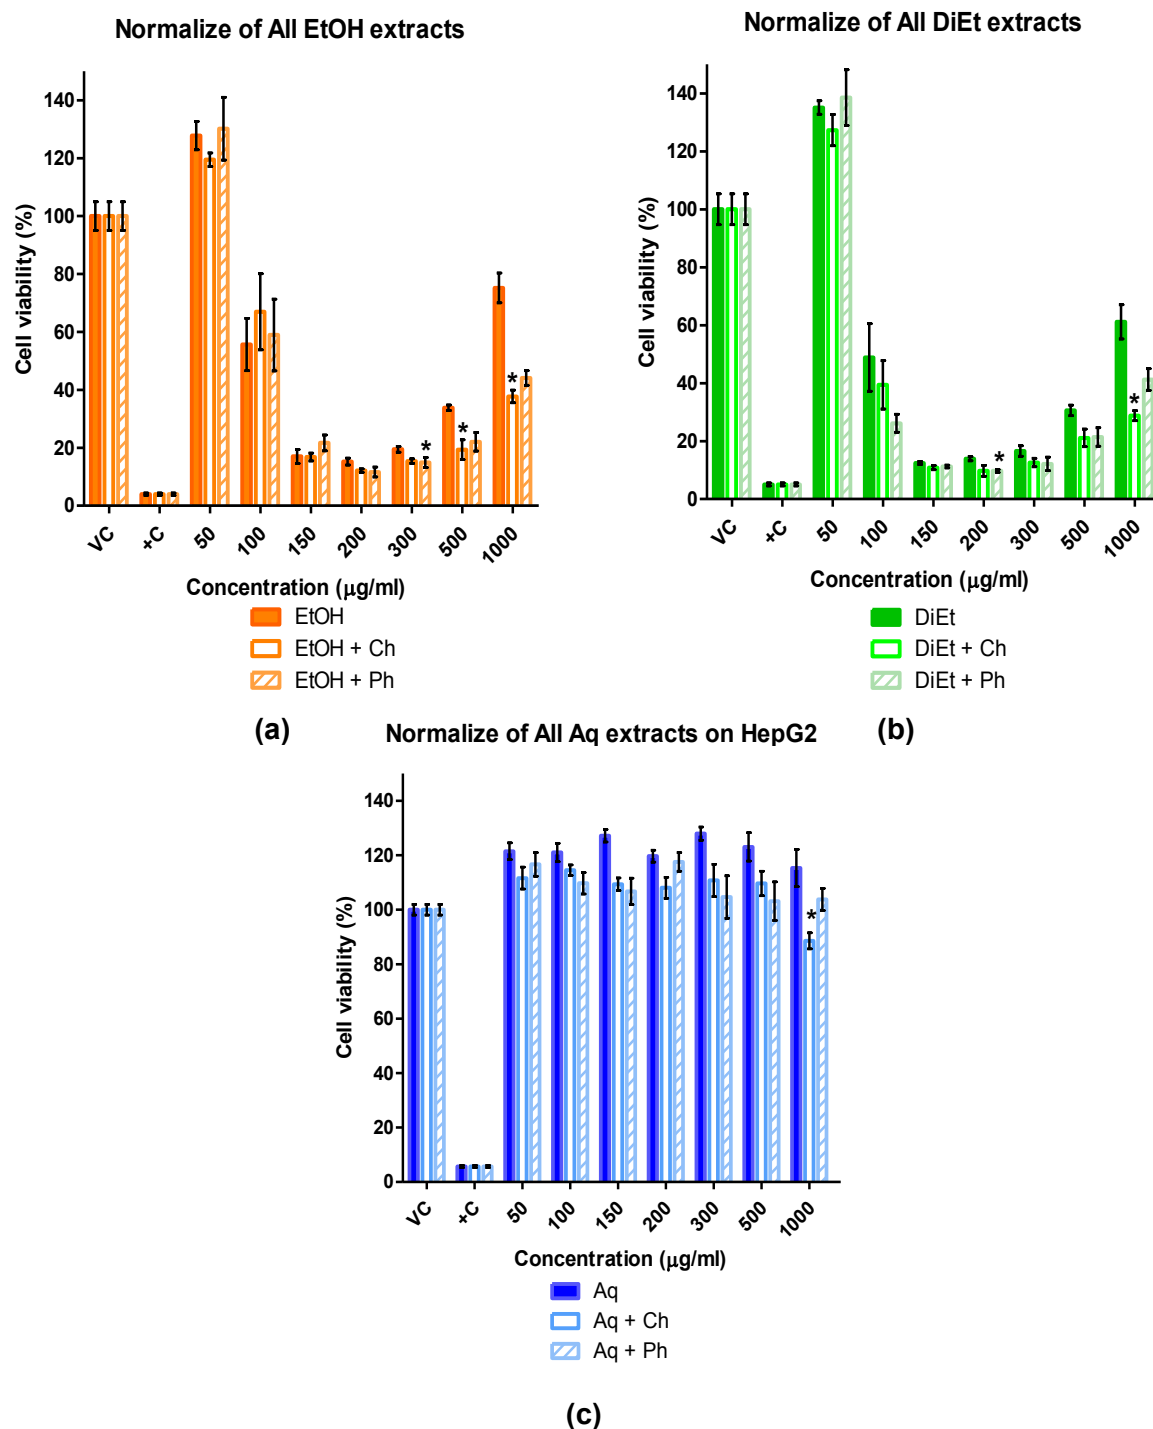 Normalize of All EtOH extracts
Cell viability (%)
140
120
100
80
60
40
20
0
* * *
VC +C 50 100 150 200 300 500 1000
Concentration (μg/ml)
EtOH
EtOH + Ch
EtOH + Ph
(a)
Normalize of All DiEt extracts
Cell viability (%)
140
120
100
80
60
40
20
0
* *
VC +C 50 100 150 200 300 500 1000
Concentration (μg/ml)
DiEt
DiEt + Ch
DiEt + Ph
(b)
Normalize of All Aq extracts on HepG2
Cell viability (%)
140
120
100
80
60
40
20
0
*
VC +C 50 100 150 200 300 500 1000
Concentration (μg/ml)
Aq
Aq + Ch
Aq + Ph
(c)